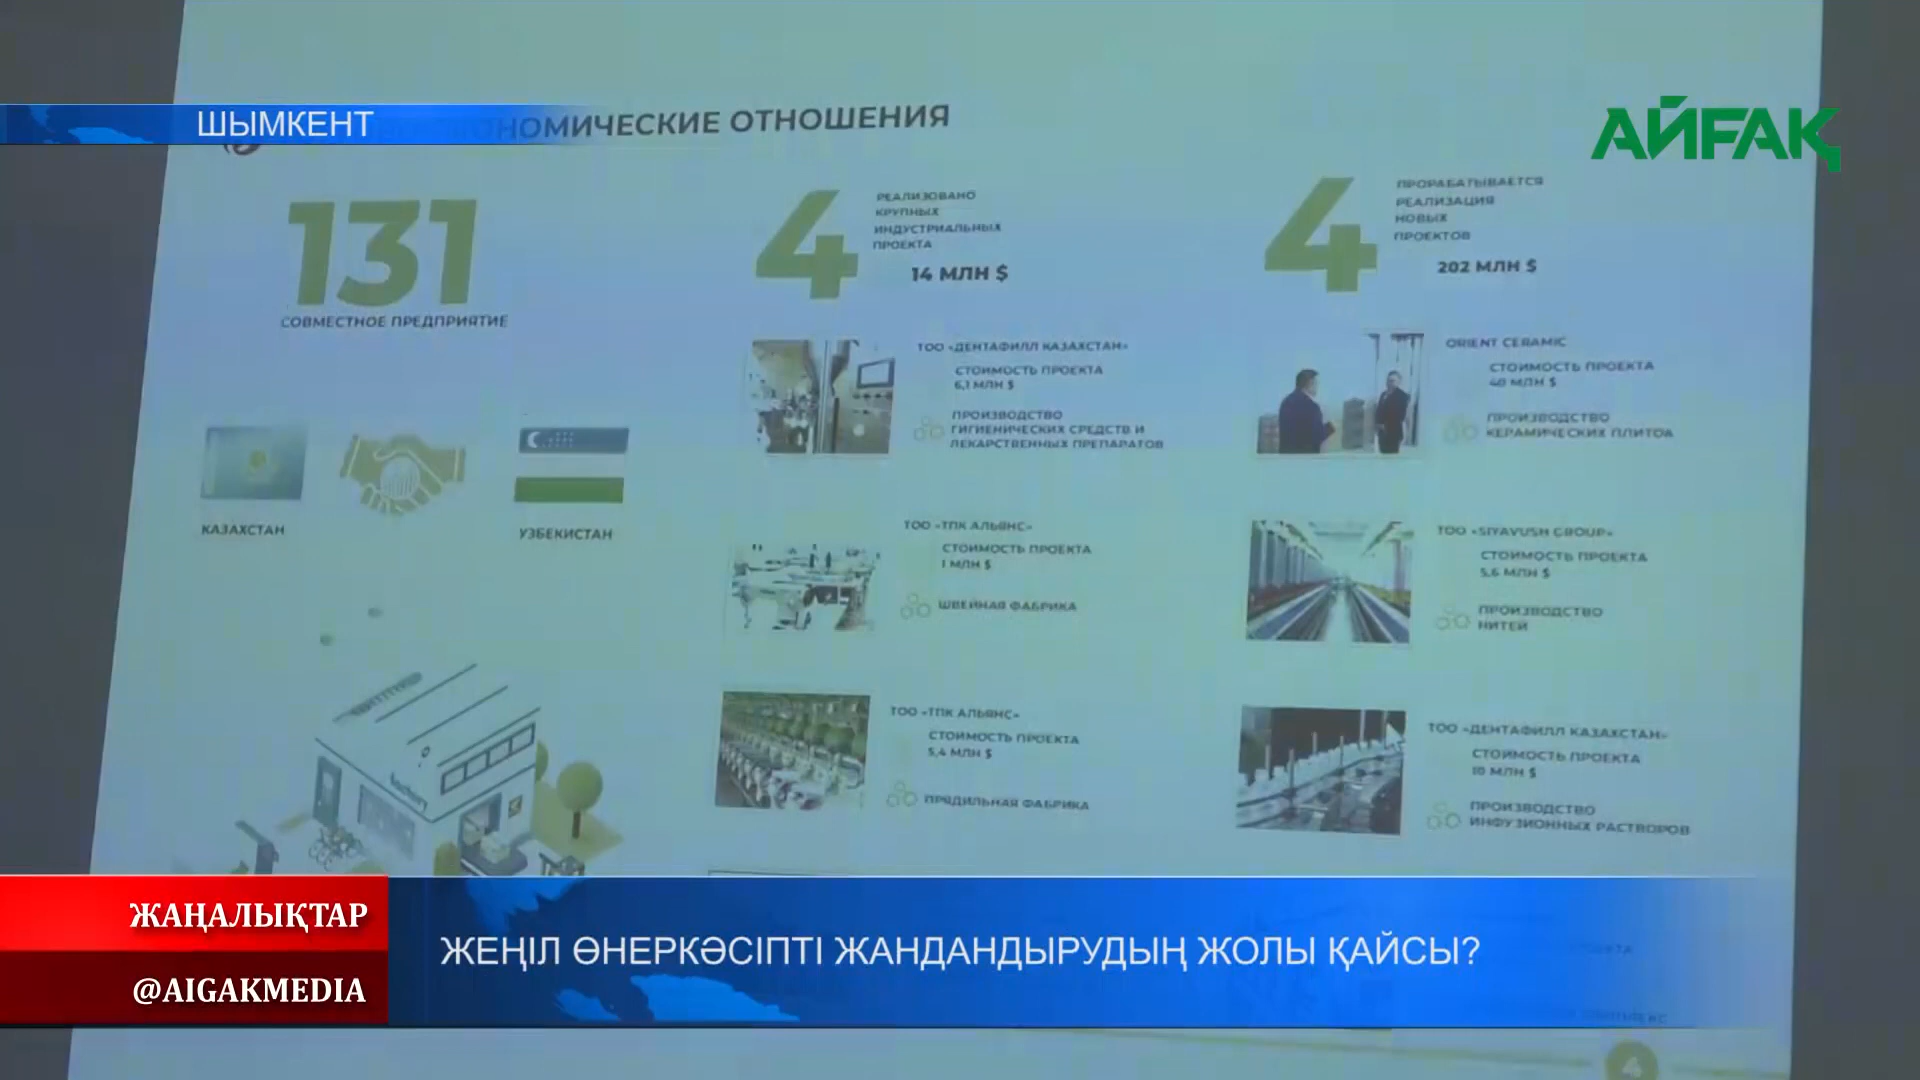 ШЫМКЕНТ
ЭКОНОМИЧЕСКИЕ ОТНОШЕНИЯ
АЙҒАҚ
131
СОВМЕСТНОЕ ПРЕДПРИЯТИЕ
КАЗАХСТАН
УЗБЕКИСТАН
factory
4
РЕАЛИЗОВАНО
КРУПНЫХ
ИНДУСТРИАЛЬНЫХ
ПРОЕКТА
14 МЛН $
ТОО «ДЕНТАФИЛЛ КАЗАХСТАН»
СТОИМОСТЬ ПРОЕКТА
6,1 МЛН $
ПРОИЗВОДСТВО
ГИГИЕНИЧЕСКИХ СРЕДСТВ И
ЛЕКАРСТВЕННЫХ ПРЕПАРАТОВ
ТОО «ТПК АЛЬЯНС»
СТОИМОСТЬ ПРОЕКТА
1 МЛН $
ШВЕЙНАЯ ФАБРИКА
ТОО «ТПК АЛЬЯНС»
СТОИМОСТЬ ПРОЕКТА
5,4 МЛН $
ПРЯДИЛЬНАЯ ФАБРИКА
4
ПРОРАБАТЫВАЕТСЯ
РЕАЛИЗАЦИЯ
НОВЫХ
ПРОЕКТОВ
202 МЛН $
ORIENT CERAMIC
СТОИМОСТЬ ПРОЕКТА
40 МЛН $
ПРОИЗВОДСТВО
КЕРАМИЧЕСКИХ ПЛИТОА
ТОО «SIYAVUSH GROUP»
СТОИМОСТЬ ПРОЕКТА
5,6 МЛН $
ПРОИЗВОДСТВО
НИТЕЙ
ТОО «ДЕНТАФИЛЛ КАЗАХСТАН»
СТОИМОСТЬ ПРОЕКТА
10 МЛН $
ПРОИЗВОДСТВО
ИНФУЗИОННЫХ РАСТВОРОВ
ЖАҢАЛЫҚТАР
@AIGAKMEDIA
ЖЕҢІЛ ӨНЕРКӘСІПТІ ЖАНДАНДЫРУДЫҢ ЖОЛЫ ҚАЙСЫ?
4